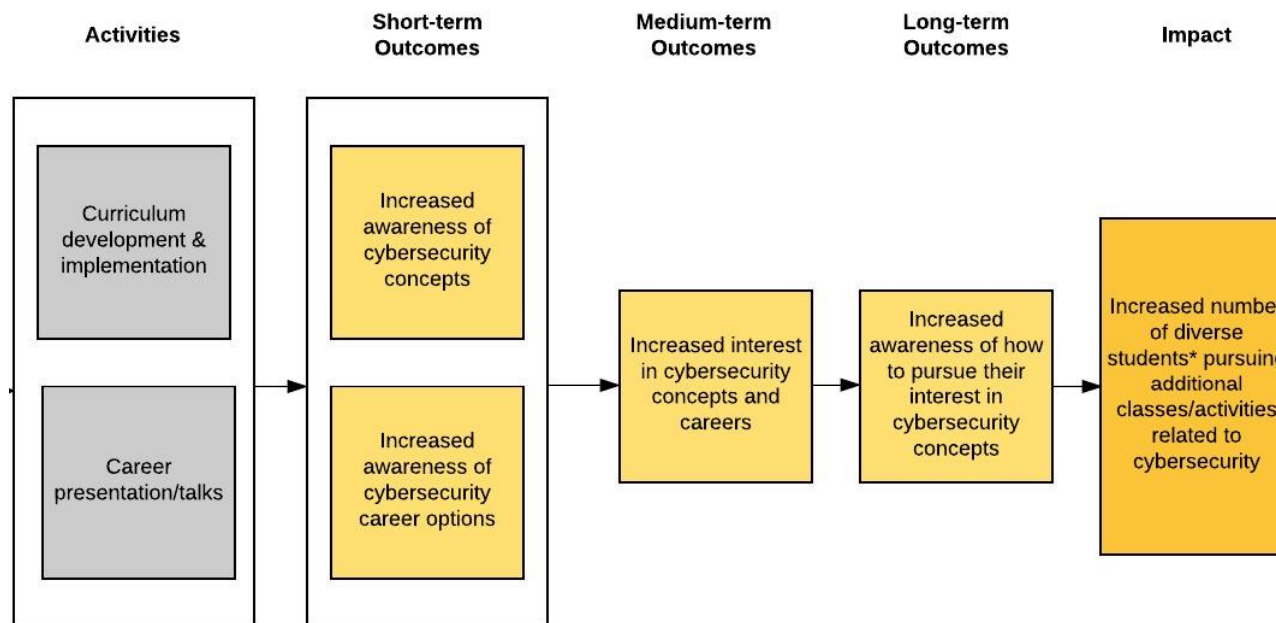 Activities
Short-term
Outcomes
Medium-term
Outcomes
Long-term
Outcomes
Impact
Curriculum
development &
implementation
Career
presentation/talks
Increased
awareness of
cybersecurity
concepts
Increased
awareness of
cybersecurity
career options
Increased interest
in cybersecurity
concepts and
careers
Increased
awareness of how
to pursue their
interest in
cybersecurity
concepts
Increased number
of diverse
students* pursuing
additional
classes/activities
related to
cybersecurity